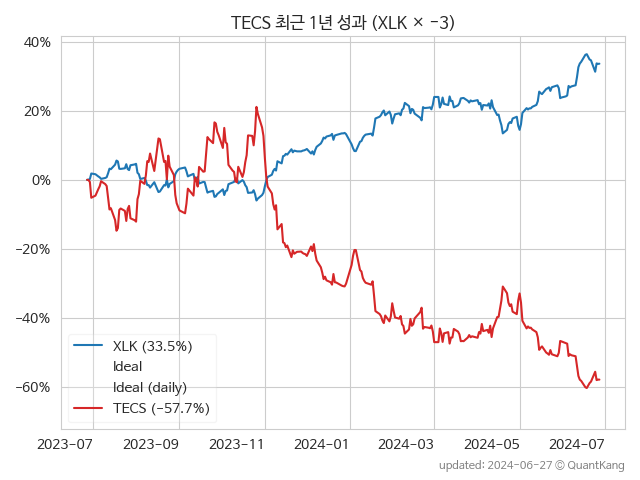 TECS 최근 1년 성과 (XLK × −3)
40%
20%
0%
−20%
−40%
−60%
XLK (33.5%)
Ideal
Ideal (daily)
TECS (−57.7%)
2023-07 2023-09 2023-11 2024-01 2024-03 2024-05 2024-07
updated: 2024-06-27 © QuantKang